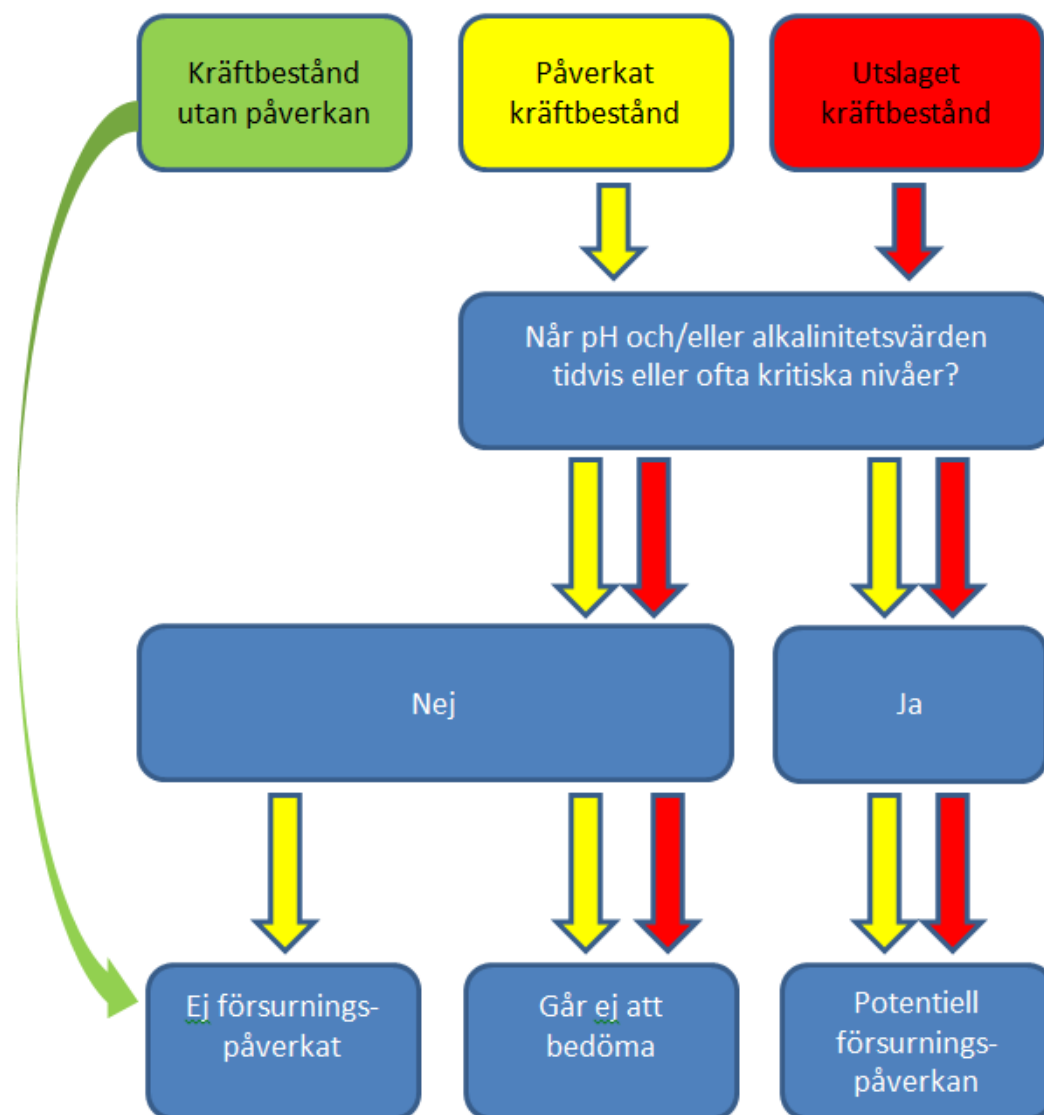 Kräftbestånd
utan påverkan
Påverkat
kräftbestånd
Utslaget
kräftbestånd
Når pH och/eller alkalinitetsvärden
tidvis eller ofta kritiska nivåer?
Nej
Ja
Ej försurnings-
påverkat
Går ej att
bedöma
Potentiell
försurnings-
påverkan